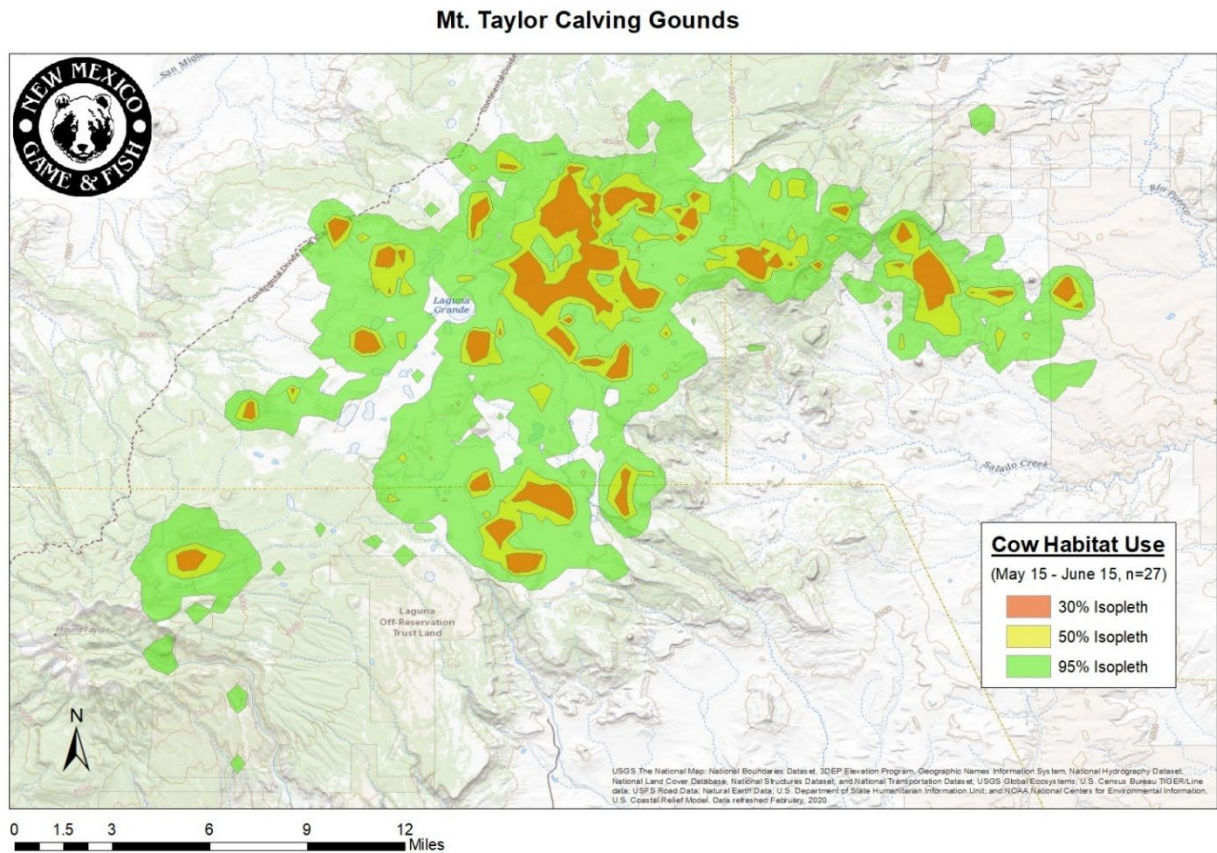 Mt. Taylor Calving Gounds
NEW MEXICO
GAME & FISH
San Miguel
Continental Divide
8500
Rio Puerco
Continental Divide
Laguna
Grande
Salado Creek
Laguna
Off-Reservation
Trust Land
Mount Taylor
N
Cow Habitat Use
(May 15 - June 15, n=27)
30% Isopleth
50% Isopleth
95% Isopleth
USGS The National Map: National Boundaries Dataset, 3DEP Elevation Program, Geographic Names Information System, National Hydrography Dataset,
National Land Cover Database, National Structures Dataset, and National Transportation Dataset; USGS Global Ecosystems; U.S. Census Bureau TIGER/Line
data; USFS Road Data; Natural Earth Data; U.S. Department of State Humanitarian Information Unit; and NOAA National Centers for Environmental Information,
U.S. Coastal Relief Model. Data refreshed February, 2020.
0 1.5 3 6 9 12
Miles